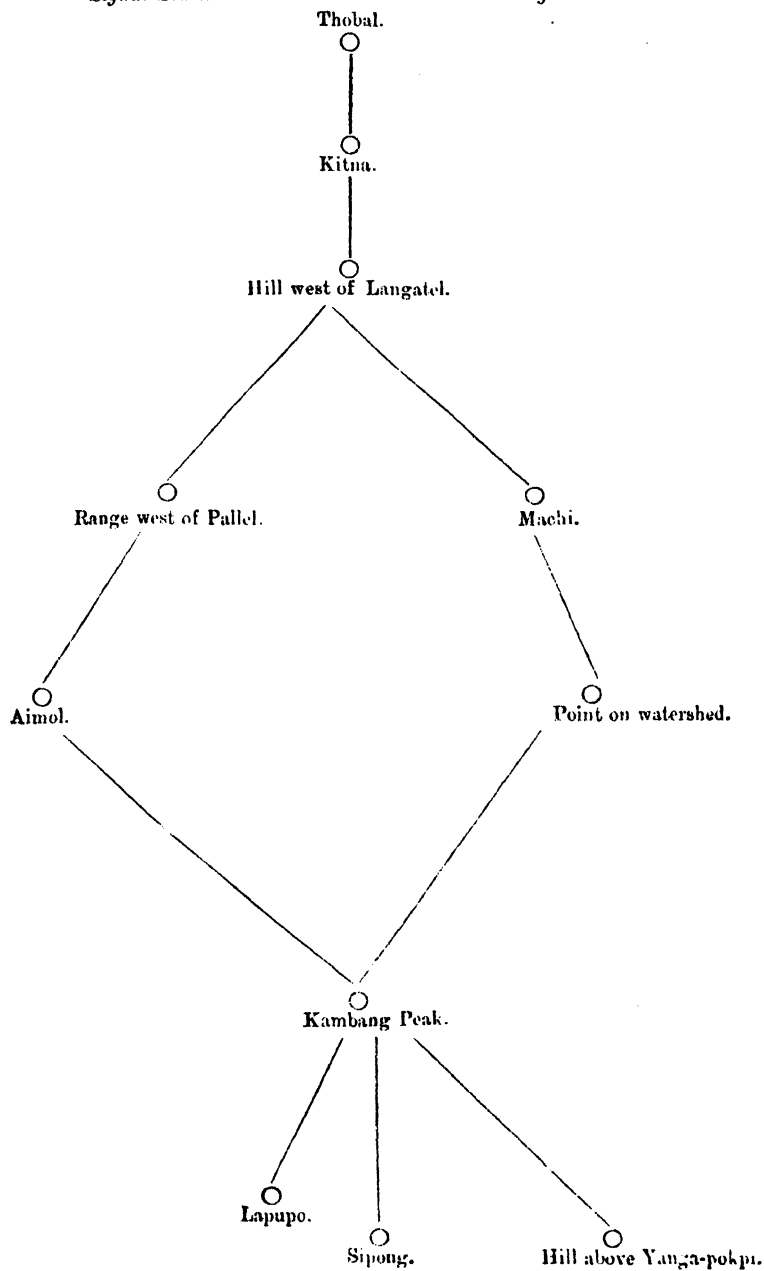 Thobal.
Kitna.
Hill west of Langatel.
Range west of Pallel.
Machi.
Aimol.
Point on watershed.
Kambang Peak.
Lapupo.
Sipong.
Hill above Yanga-pokpi.